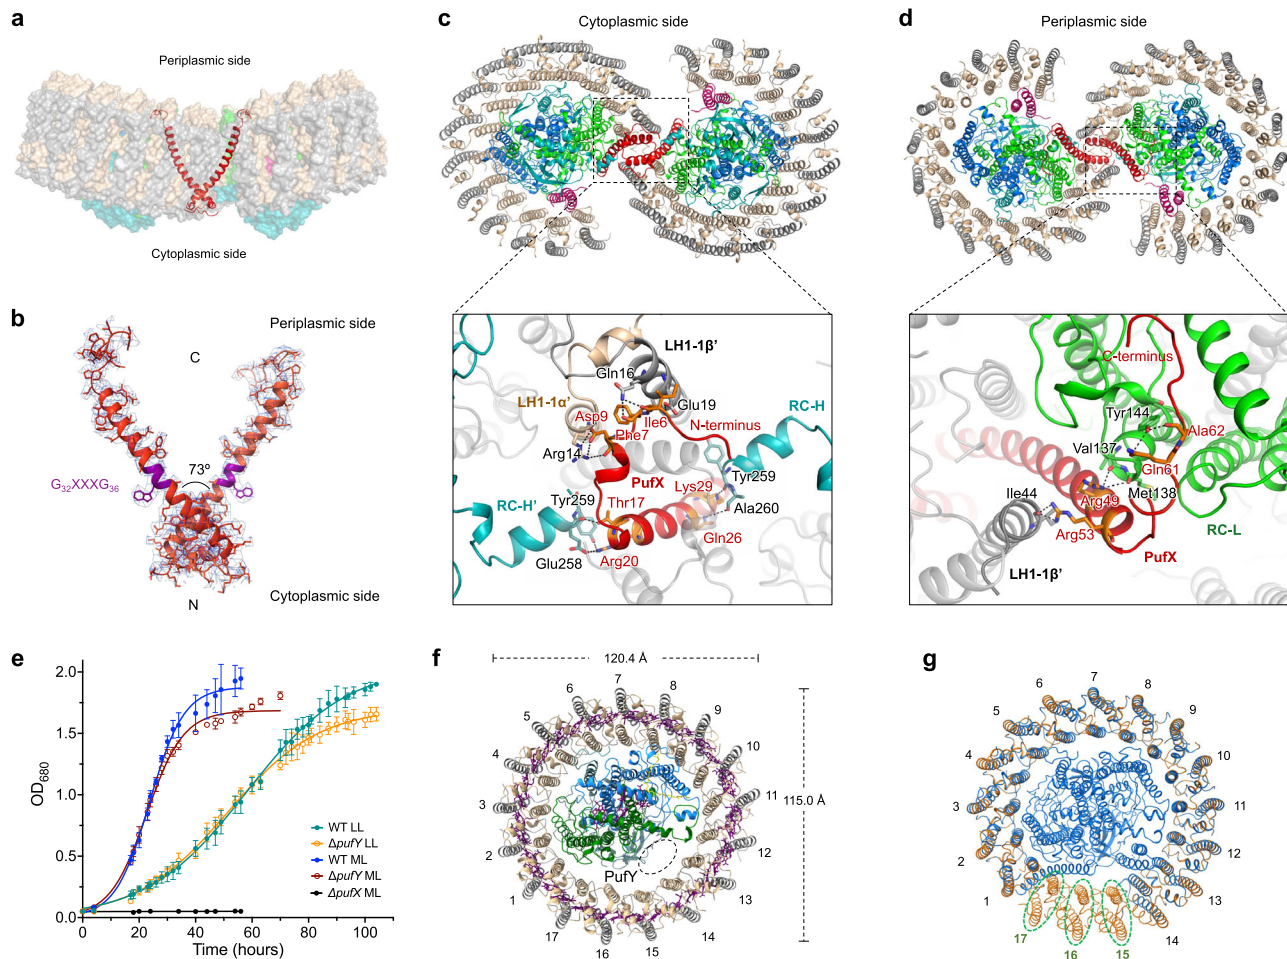 a
Periplasmic side
Cytoplasmic side
b
Periplasmic side
C
73°
G32XXXG36
N
Cytoplasmic side
c
Cytoplasmic side
LH1-1β'
Gln16
LH1-1α'
Asp9
Glu19
Ile6
N-terminus
Phe7
RC-H
Arg14
PufX
Tyr259
Lys29
Tyr259
Thr17
RC-H'
Ala260
Gln26
Arg20
Glu258
d
Periplasmic side
C-terminus
Tyr144
Ala62
Val137
Gln61
Ile44
Met138
Arg49
RC-L
Arg53
PufX
LH1-1β'
e
2.0
1.5
1.0
0.5
0.0
OD680
WT LL
ΔpufY LL
WT ML
ΔpufY ML
ΔpufX ML
0 20 40 60 80 100
Time (hours)
f
120.4 Å
115.0 Å
1
2
3
4
5
6
7
8
9
10
11
12
13
14
15
16
17
PufY
g
1
2
3
4
5
6
7
8
9
10
11
12
13
14
15
16
17